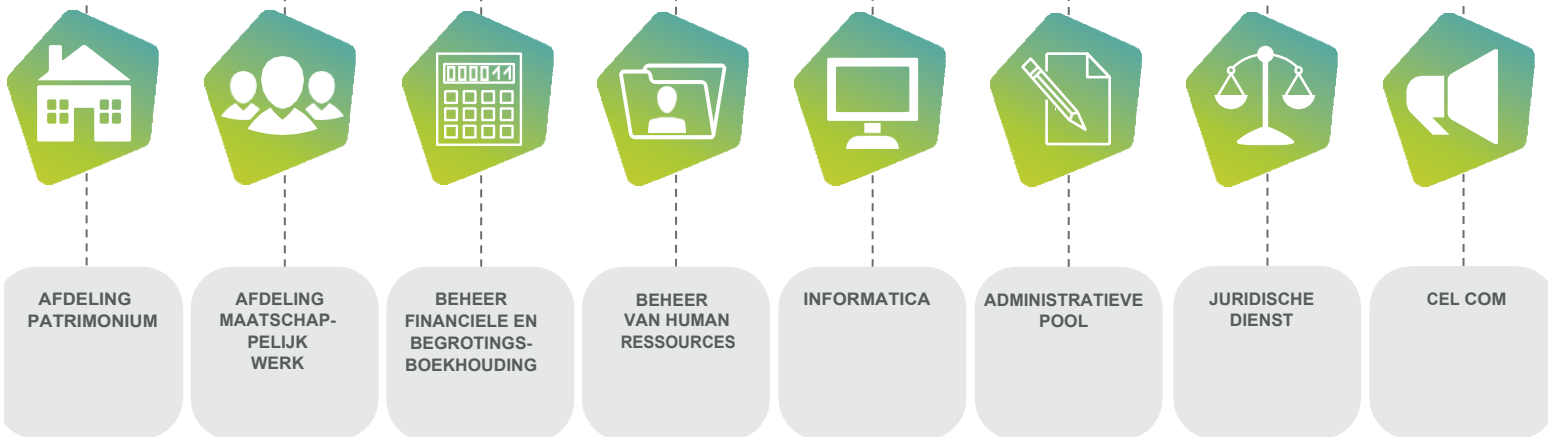 000011
AFDELING
PATRIMONIUM
AFDELING
MAATSCHAP-
PELIJK
WERK
BEHEER
FINANCIELE EN
BEGROTINGS-
BOEKHOUDING
BEHEER
VAN HUMAN
RESSOURCES
INFORMATICA
ADMINISTRATIEVE
POOL
JURIDISCHE
DIENST
CEL COM